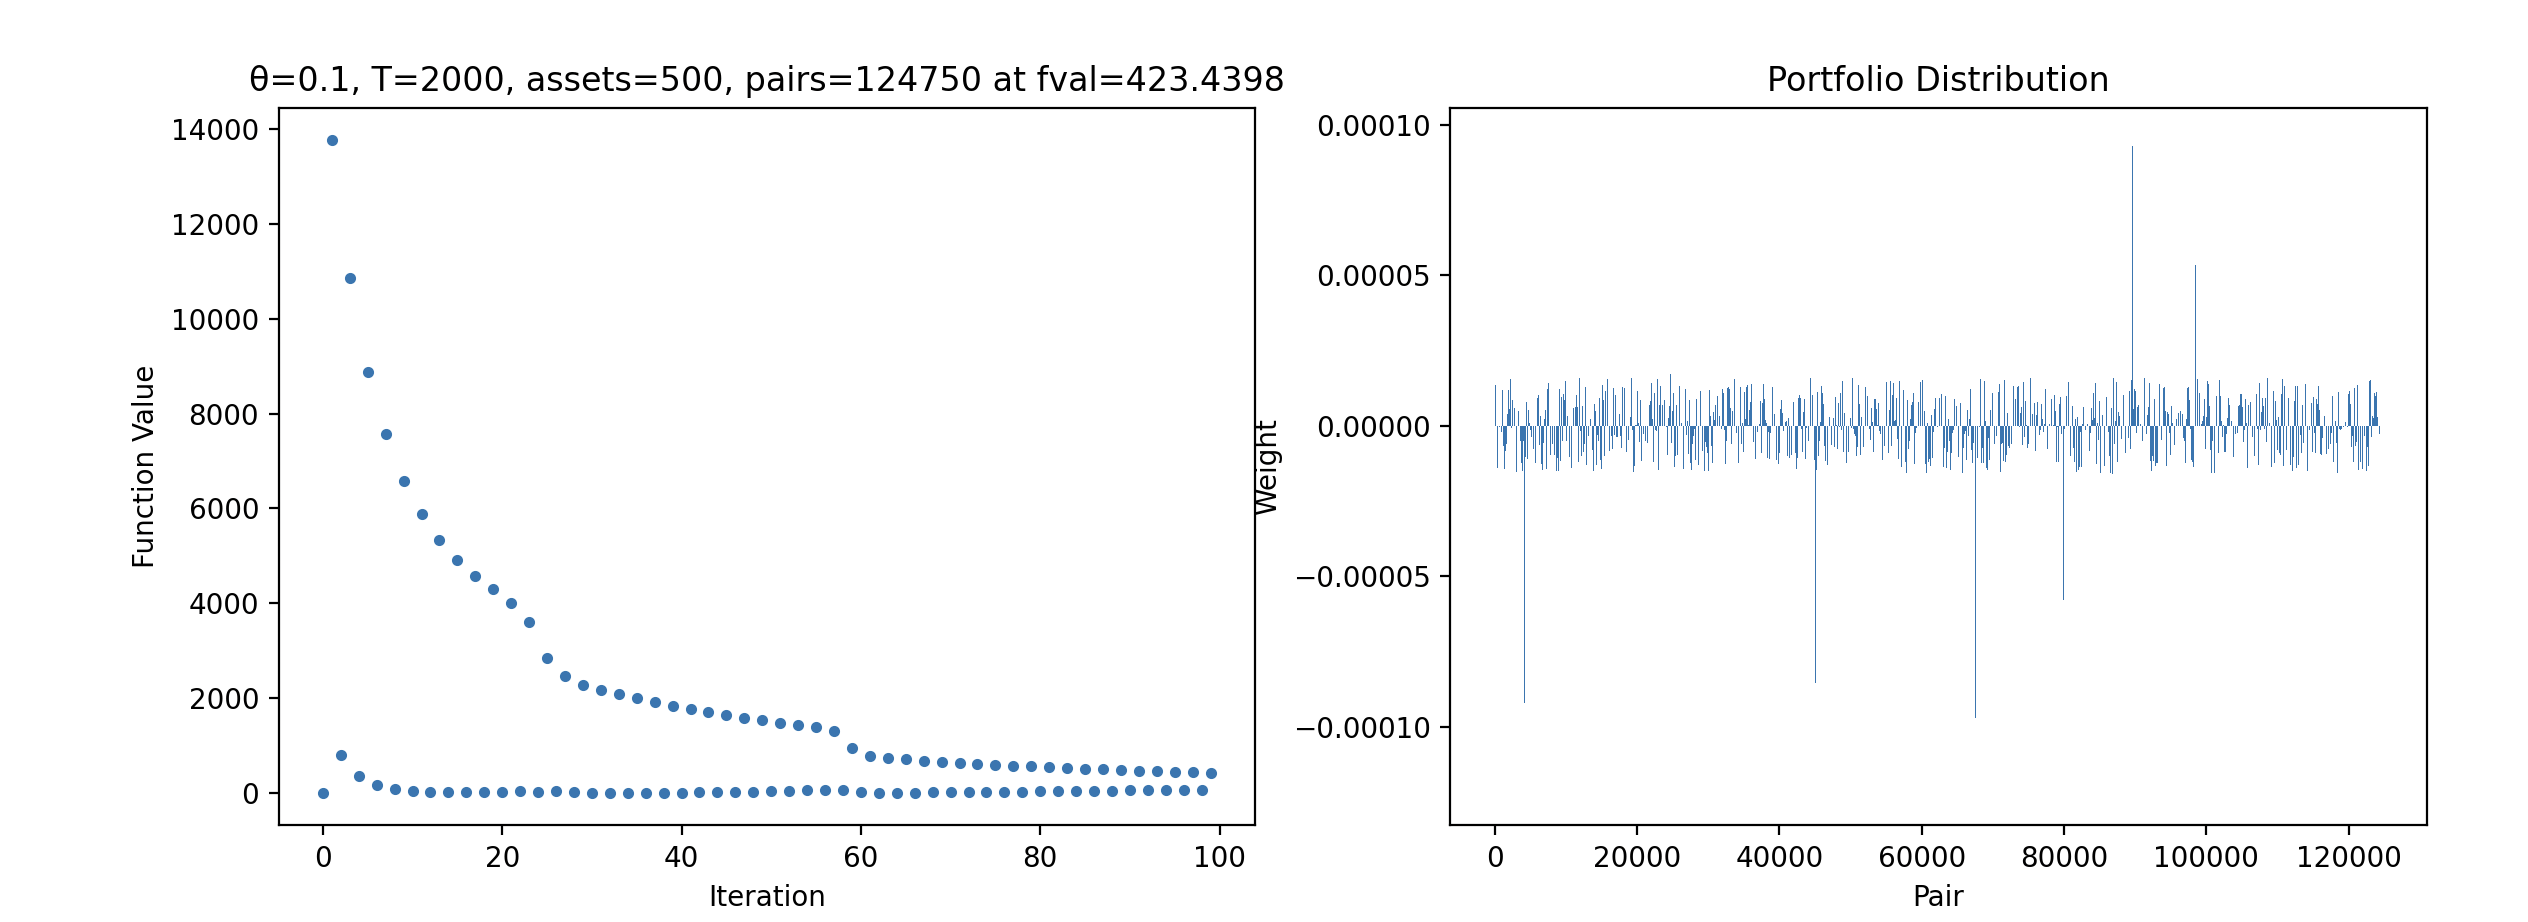 θ=0.1, T=2000, assets=500, pairs=124750 at fval=423.4398
Function Value
14000
12000
10000
8000
6000
4000
2000
0
0 20 40 60 80 100
Iteration
Portfolio Distribution
Weight
0.00010
0.00005
0.00000
−0.00005
−0.00010
0 20000 40000 60000 80000 100000 120000
Pair